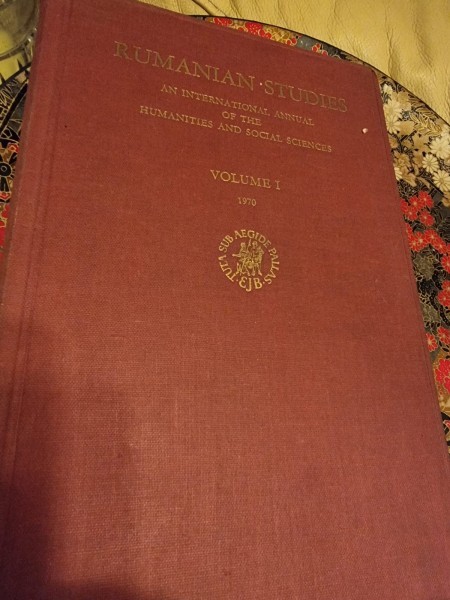 RUMANIAN · STUDIES
AN INTERNATIONAL ANNUAL
OF THE
HUMANITIES AND SOCIAL SCIENCES
VOLUME I
1970
TUTA SUB AEGIDE PALLAS
· EJB ·